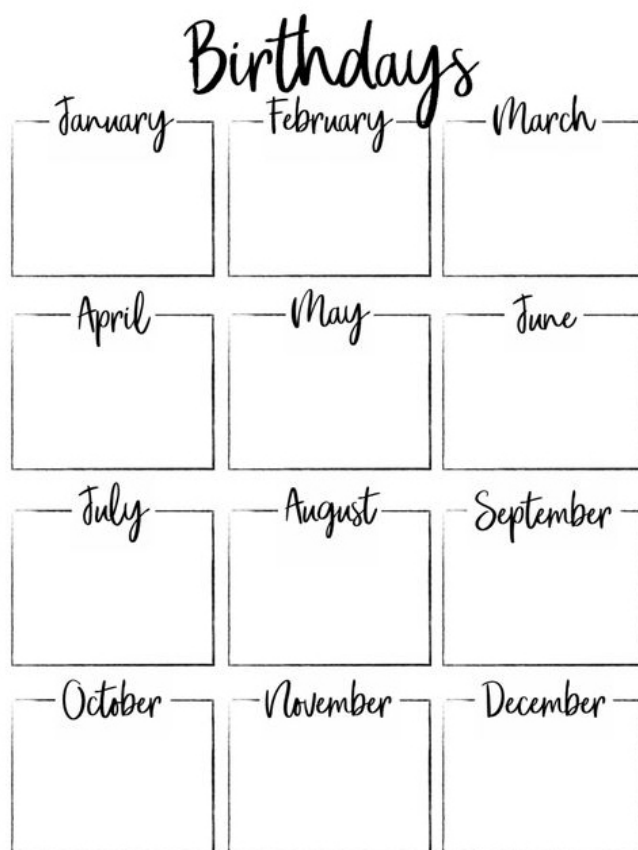 Birthdays
January February March
April May June
July August September
October November December